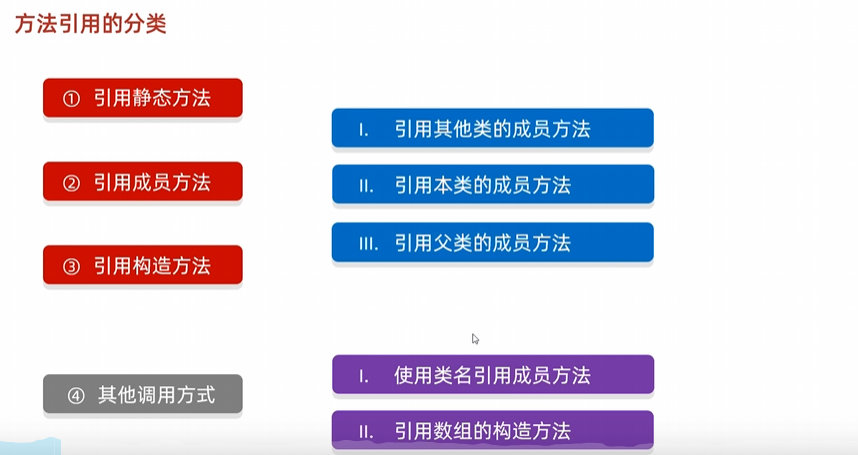 方法引用的分类
① 引用静态方法
② 引用成员方法
③ 引用构造方法
④ 其他调用方式
I. 引用其他类的成员方法
II. 引用本类的成员方法
III. 引用父类的成员方法
I. 使用类名引用成员方法
II. 引用数组的构造方法